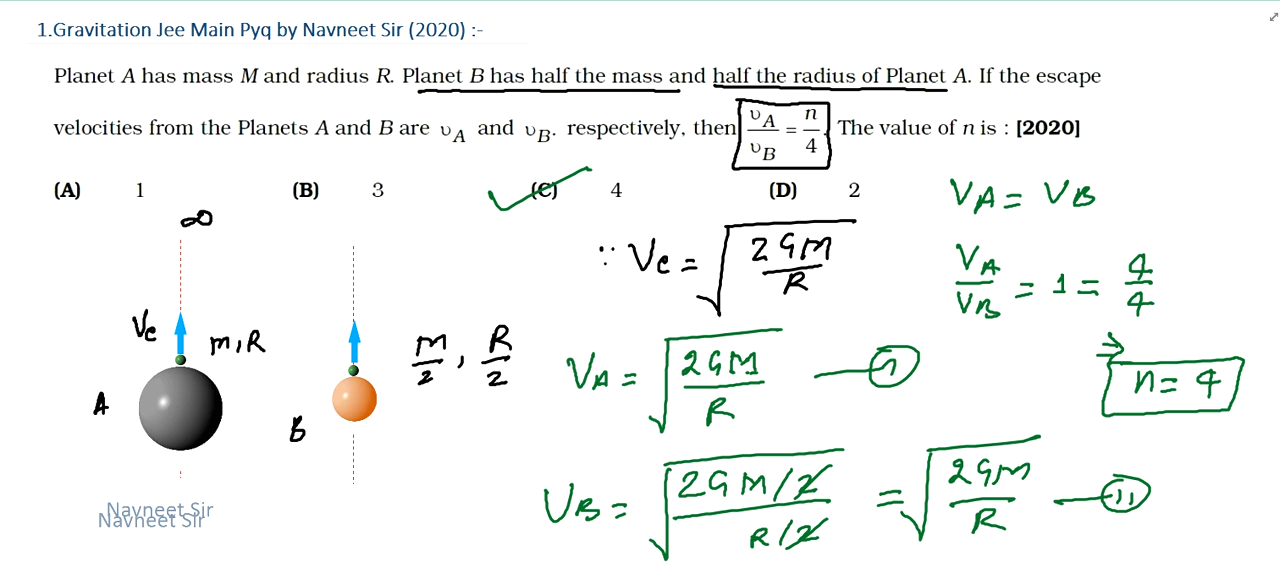 1.Gravitation Jee Main Pyq by Navneet Sir (2020) :-
Planet A has mass M and radius R. Planet B has half the mass and half the radius of Planet A. If the escape
velocities from the Planets A and B are υA and υB. respectively, then υA/υB = n/4. The value of n is : [2020]
(A) 1 (B) 3 (C) 4 (D) 2
VA = VB
∞
∵ Ve = √(2GM/R)
VA/VB = 1 = 4/4
Ve
m, R
M/2, R/2
VA = √(2GM/R) — (1)
⇒ n = 4
A
B
VB = √(2GM/2 / R/2) = √(2GM/R) — (11)
Navneet Sir
Navneet Sir